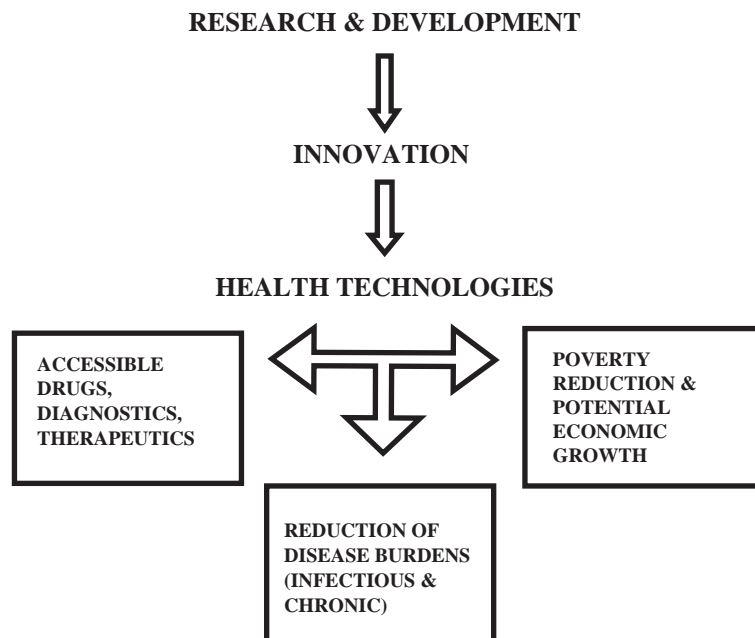 RESEARCH & DEVELOPMENT
INNOVATION
HEALTH TECHNOLOGIES
ACCESSIBLE
DRUGS,
DIAGNOSTICS,
THERAPEUTICS
POVERTY
REDUCTION &
POTENTIAL
ECONOMIC
GROWTH
REDUCTION OF
DISEASE BURDENS
(INFECTIOUS &
CHRONIC)